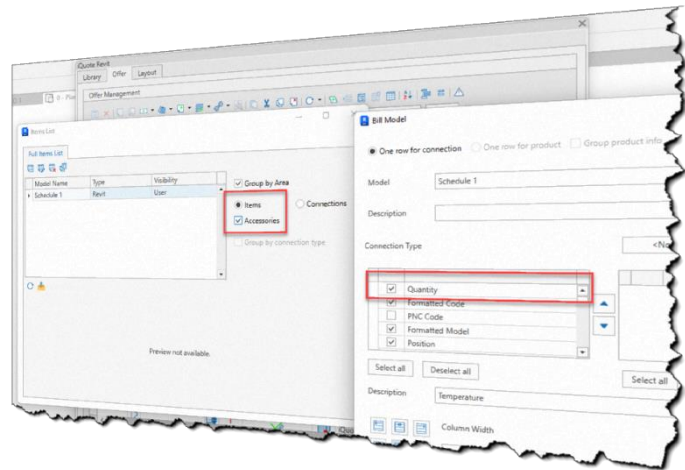 iQuote Revit
Library Offer Layout
Offer Management
Items List
Full Items List
Model Name Type Visibility
Schedule 1 Revit User
Group by Area
Items Connections
Accessories
Group by connection type
Preview not available.
Bill Model
One row for connection One row for product Group product info
Model Schedule 1
Description
Connection Type
Quantity
Formatted Code
PNC Code
Formatted Model
Position
Select all Deselect all Select all
Description Temperature
Column Width